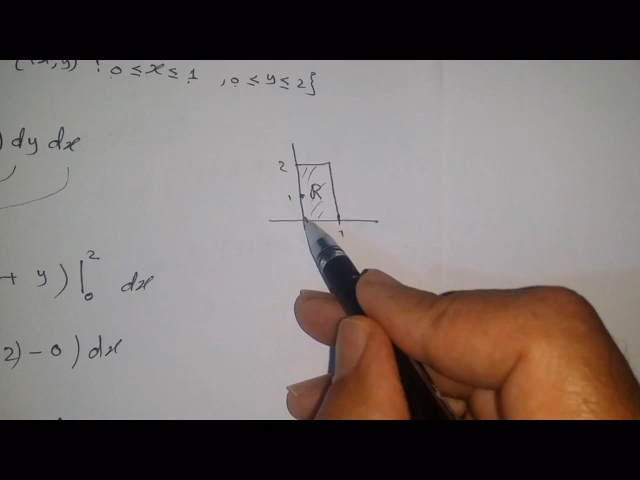 {(x,y) : 0 ≤ x ≤ 1 , 0 ≤ y ≤ 2}
) dy dx
2
1
R
1
+ y ) |₀² dx
2) - 0 ) dx